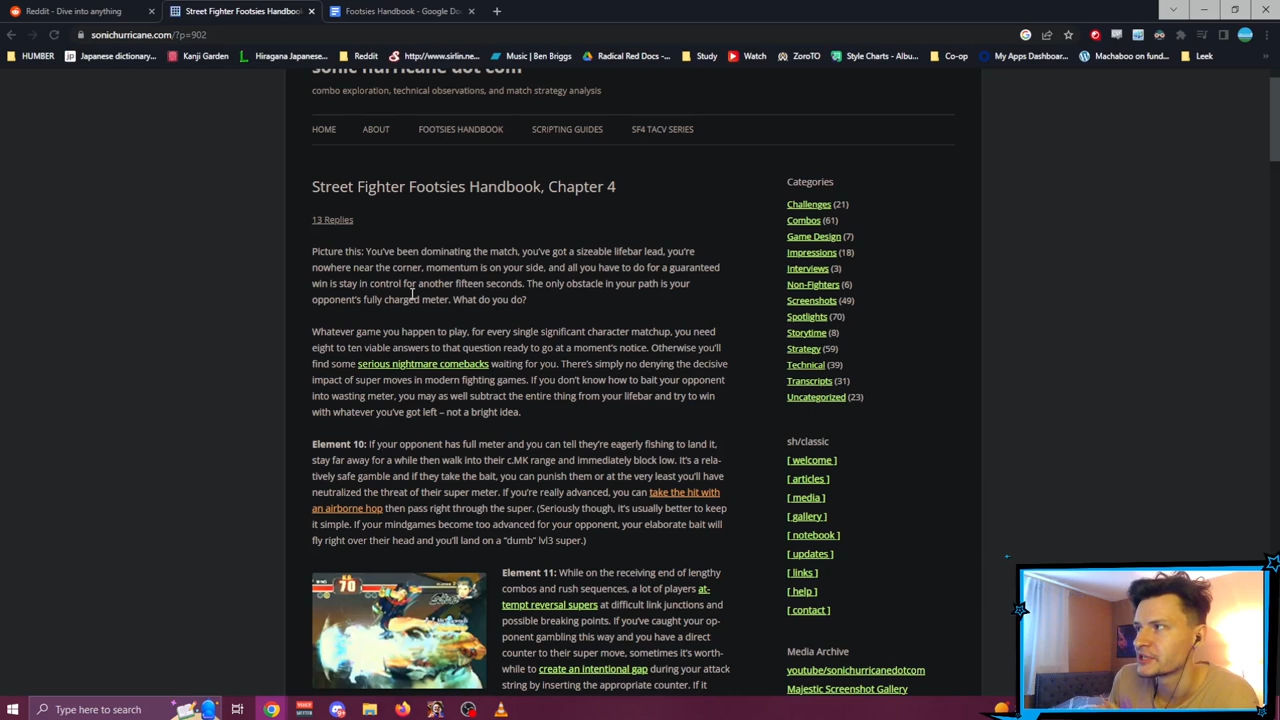 Reddit - Dive into anything
Street Fighter Footsies Handboo
Footsies Handbook - Google Do
sonichurricane.com/?p=902
HUMBER
Japanese dictionary...
Kanji Garden
Hiragana Japanese...
Reddit
http://www.sirlin.ne...
Music | Ben Briggs
Radical Red Docs -...
Study
Watch
ZoroTO
Style Charts - Albu...
Co-op
My Apps Dashboar...
Machaboo on fund...
Leek
sonic hurricane dot com
combo exploration, technical observations, and match strategy analysis
HOME
ABOUT
FOOTSIES HANDBOOK
SCRIPTING GUIDES
SF4 TACV SERIES
Street Fighter Footsies Handbook, Chapter 4
13 Replies
Picture this: You've been dominating the match, you've got a sizeable lifebar lead, you're
nowhere near the corner, momentum is on your side, and all you have to do for a guaranteed
win is stay in control for another fifteen seconds. The only obstacle in your path is your
opponent's fully charged meter. What do you do?
Whatever game you happen to play, for every single significant character matchup, you need
eight to ten viable answers to that question ready to go at a moment's notice. Otherwise you'll
find some serious nightmare comebacks waiting for you. There's simply no denying the decisive
impact of super moves in modern fighting games. If you don't know how to bait your opponent
into wasting meter, you may as well subtract the entire thing from your lifebar and try to win
with whatever you've got left – not a bright idea.
Element 10: If your opponent has full meter and you can tell they're eagerly fishing to land it,
stay far away for a while then walk into their c.MK range and immediately block low. It's a rela-
tively safe gamble and if they take the bait, you can punish them or at the very least you'll have
neutralized the threat of their super meter. If you're really advanced, you can take the hit with
an airborne hop then pass right through the super. (Seriously though, it's usually better to keep
it simple. If your mindgames become too advanced for your opponent, your elaborate bait will
fly right over their head and you'll land on a "dumb" lvl3 super.)
70
Element 11: While on the receiving end of lengthy
combos and rush sequences, a lot of players at-
tempt reversal supers at difficult link junctions and
possible breaking points. If you've caught your op-
ponent gambling this way and you have a direct
counter to their super move, sometimes it's worth-
while to create an intentional gap during your attack
string by inserting the appropriate counter. If it
Categories
Challenges (21)
Combos (61)
Game Design (7)
Impressions (18)
Interviews (3)
Non-Fighters (6)
Screenshots (49)
Spotlights (70)
Storytime (8)
Strategy (59)
Technical (39)
Transcripts (31)
Uncategorized (23)
sh/classic
[ welcome ]
[ articles ]
[ media ]
[ gallery ]
[ notebook ]
[ updates ]
[ links ]
[ help ]
[ contact ]
Media Archive
youtube/sonichurricanedotcom
Majestic Screenshot Gallery
Type here to search